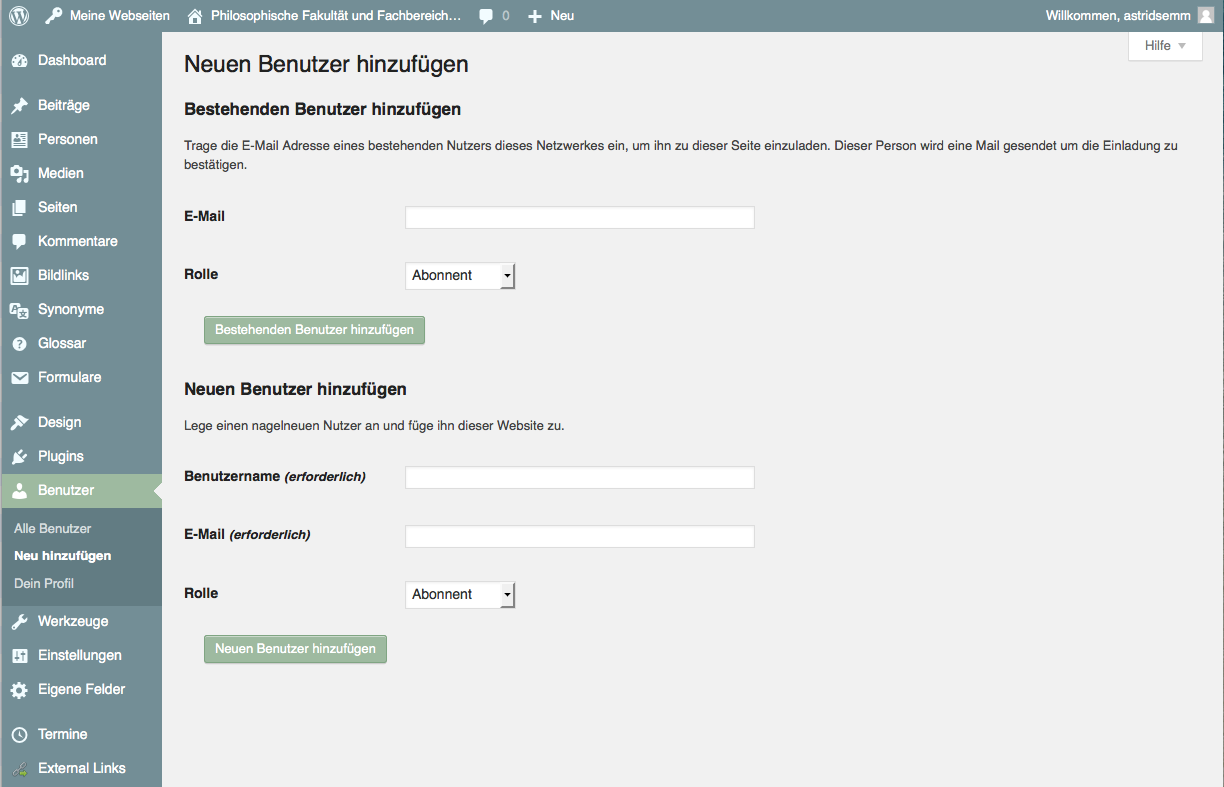 Meine Webseiten Philosophische Fakultät und Fachbereich... 0 Neu Willkommen, astridsemm
Hilfe
Dashboard
Beiträge
Personen
Medien
Seiten
Kommentare
Bildlinks
Synonyme
Glossar
Formulare
Design
Plugins
Benutzer
Alle Benutzer
Neu hinzufügen
Dein Profil
Werkzeuge
Einstellungen
Eigene Felder
Termine
External Links
Neuen Benutzer hinzufügen
Bestehenden Benutzer hinzufügen
Trage die E-Mail Adresse eines bestehenden Nutzers dieses Netzwerkes ein, um ihn zu dieser Seite einzuladen. Dieser Person wird eine Mail gesendet um die Einladung zu
bestätigen.
E-Mail
Rolle Abonnent
Bestehenden Benutzer hinzufügen
Neuen Benutzer hinzufügen
Lege einen nagelneuen Nutzer an und füge ihn dieser Website zu.
Benutzername (erforderlich)
E-Mail (erforderlich)
Rolle Abonnent
Neuen Benutzer hinzufügen